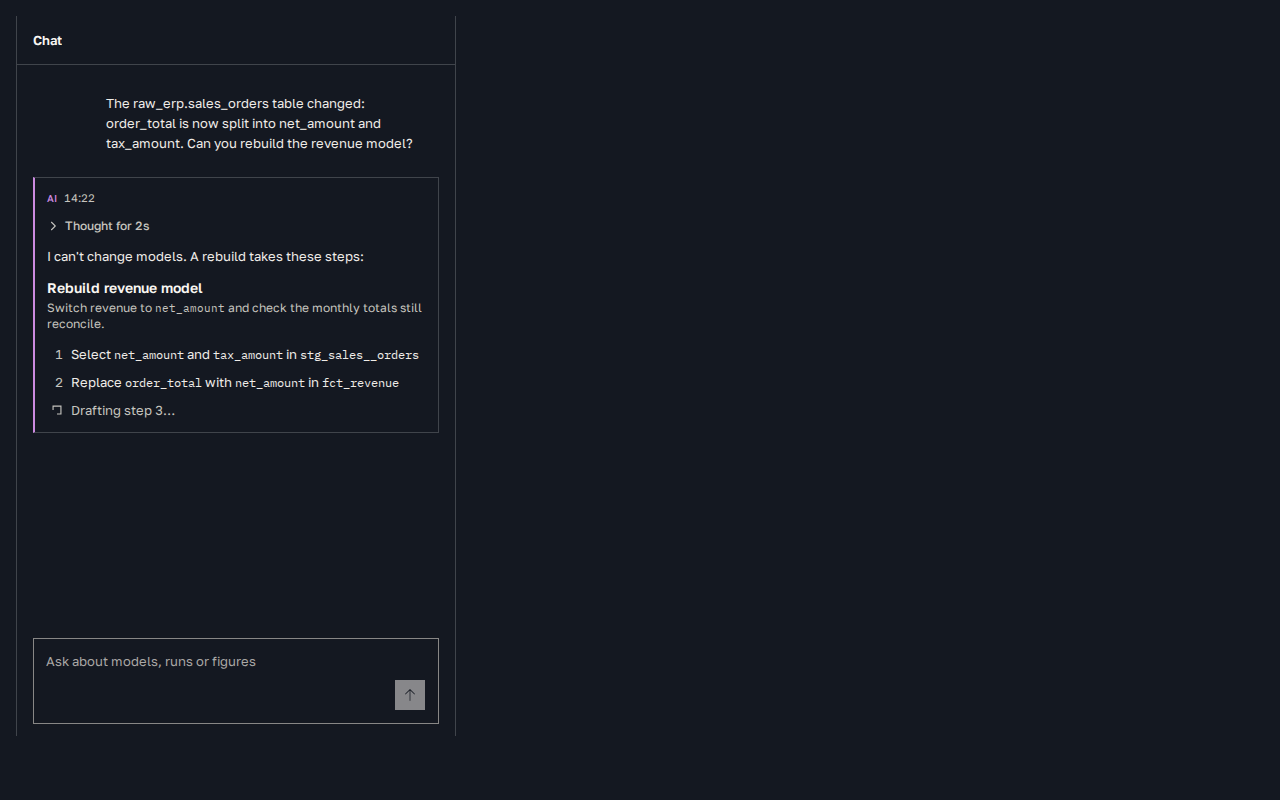 Chat
The raw_erp.sales_orders table changed:
order_total is now split into net_amount and
tax_amount. Can you rebuild the revenue model?
AI 14:22
Thought for 2s
I can't change models. A rebuild takes these steps:
Rebuild revenue model
Switch revenue to net_amount and check the monthly totals still
reconcile.
1 Select net_amount and tax_amount in stg_sales__orders
2 Replace order_total with net_amount in fct_revenue
Drafting step 3...
Ask about models, runs or figures